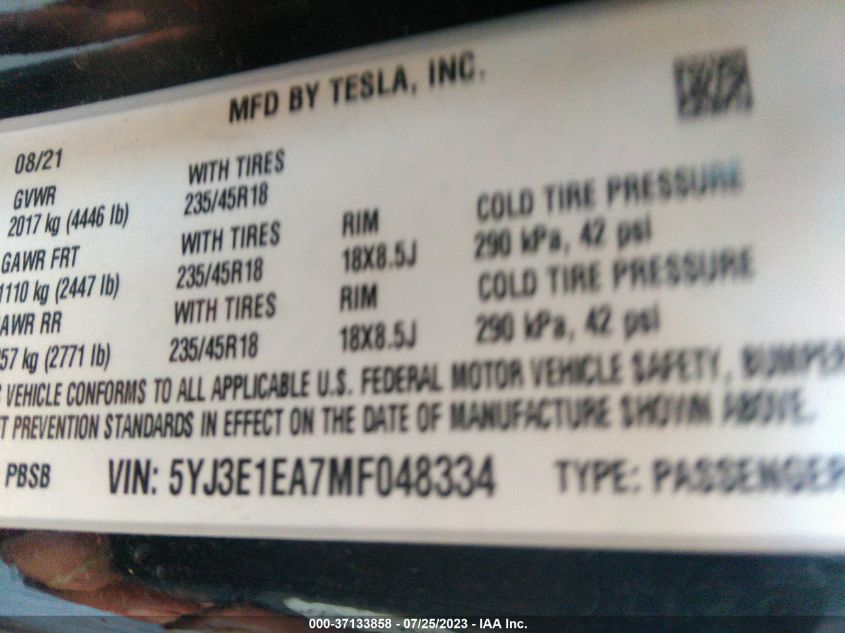 MFD BY TESLA, INC.
08/21
GVWR
2017 kg (4446 lb)
WITH TIRES
235/45R18
GAWR FRT
1110 kg (2447 lb)
WITH TIRES
235/45R18
RIM
18X8.5J
COLD TIRE PRESSURE
290 kPa, 42 psi
AWR RR
57 kg (2771 lb)
WITH TIRES
235/45R18
RIM
18X8.5J
COLD TIRE PRESSURE
290 kPa, 42 psi
VEHICLE CONFORMS TO ALL APPLICABLE U.S. FEDERAL MOTOR VEHICLE SAFETY, BUMPER
T PREVENTION STANDARDS IN EFFECT ON THE DATE OF MANUFACTURE SHOWN ABOVE.
PBSB VIN: 5YJ3E1EA7MF048334 TYPE: PASSENGER
000-37133858 - 07/25/2023 - IAA Inc.